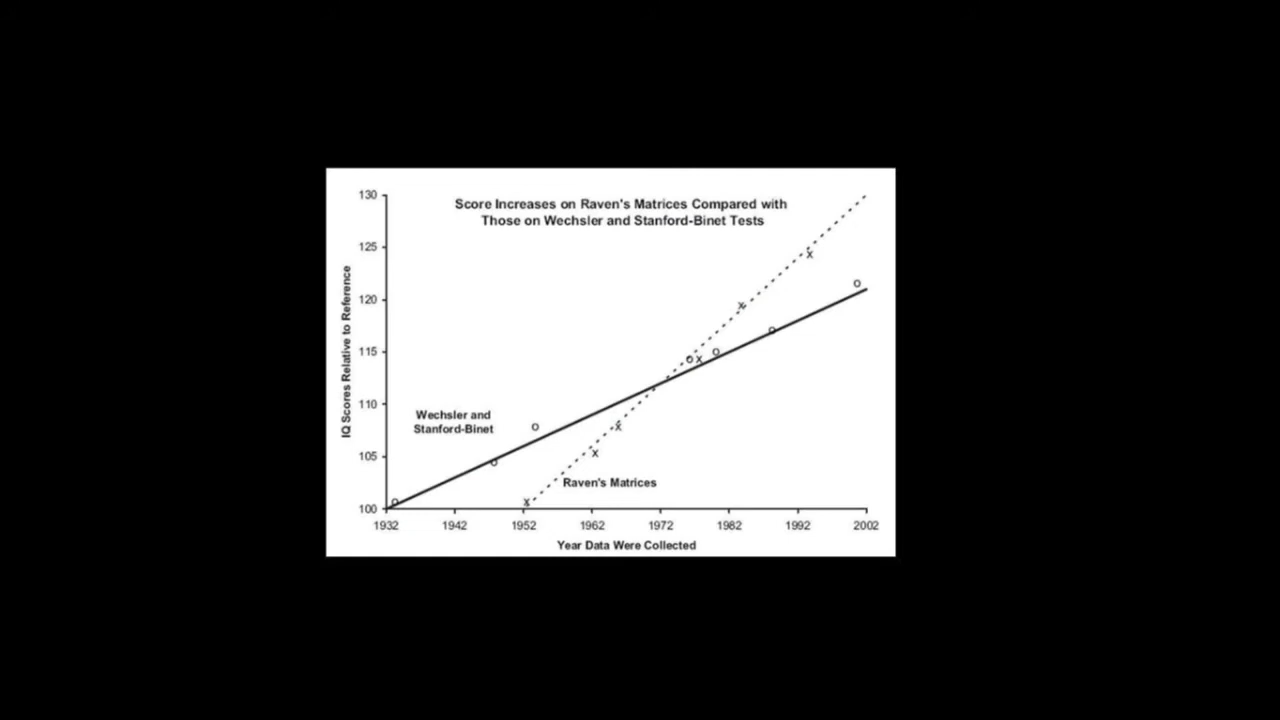 Score Increases on Raven's Matrices Compared with
Those on Wechsler and Stanford-Binet Tests
IQ Scores Relative to Reference
130
125
120
115
110
105
100
Wechsler and
Stanford-Binet
Raven's Matrices
1932 1942 1952 1962 1972 1982 1992 2002
Year Data Were Collected